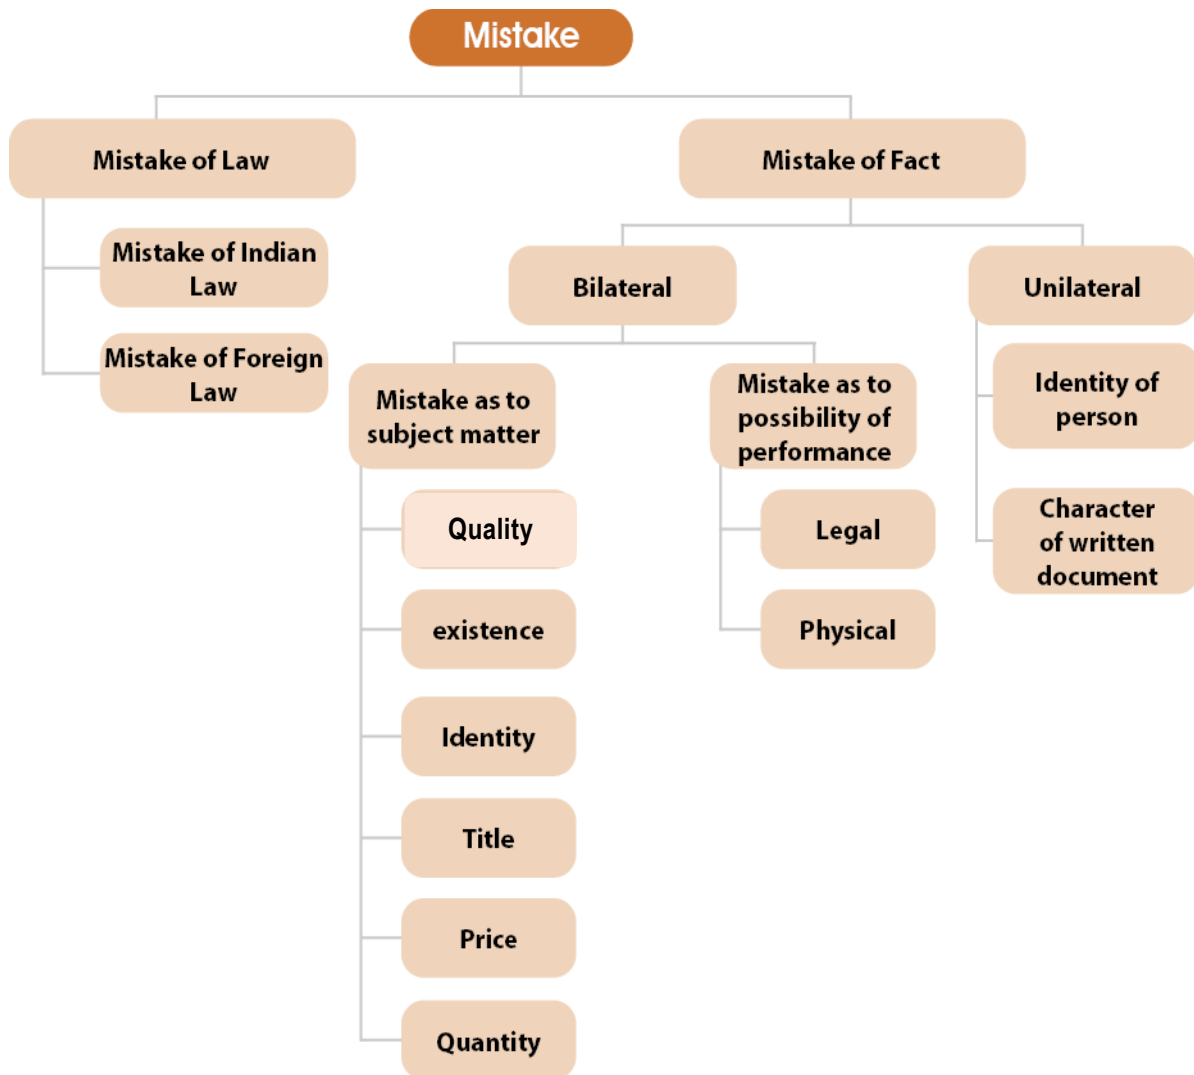 Mistake
Mistake of Law
Mistake of Fact
Mistake of Indian
Law
Mistake of Foreign
Law
Bilateral
Unilateral
Mistake as to
subject matter
Mistake as to
possibility of
performance
Identity of
person
Character
of written
document
Quality
existence
Identity
Title
Price
Quantity
Legal
Physical